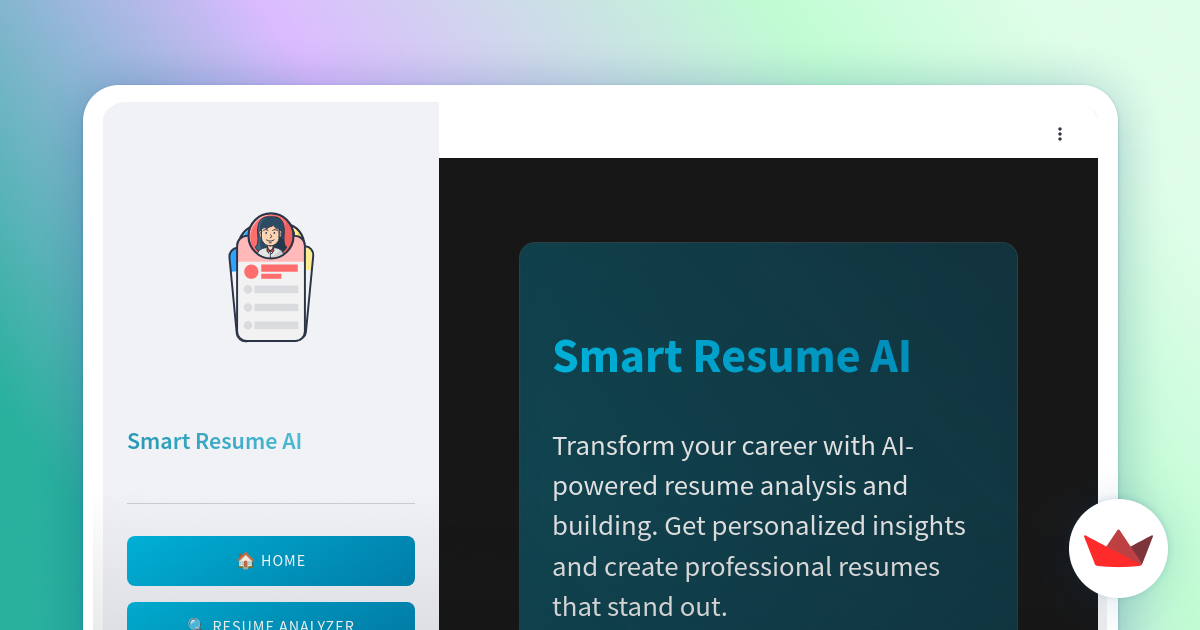 Smart Resume AI
🏠 HOME
🔍 RESUME ANALYZER
Smart Resume AI
Transform your career with AI-
powered resume analysis and
building. Get personalized insights
and create professional resumes
that stand out.